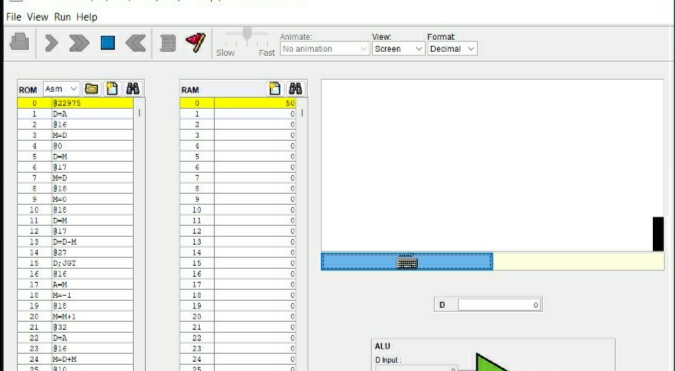 File View Run Help
Slow Fast
Animate: No animation
View: Screen
Format: Decimal
ROM Asm
RAM
0 @22975
1 D=A
2 @16
3 M=D
4 @0
5 D=M
6 @17
7 M=D
8 @18
9 M=0
10 @18
11 D=M
12 @17
13 D=D-M
14 @27
15 D;JGT
16 @16
17 A=M
18 M=-1
19 @18
20 M=M+1
21 @32
22 D=A
23 @16
24 M=D+M
25 @10
0 50
1 0
2 0
3 0
4 0
5 0
6 0
7 0
8 0
9 0
10 0
11 0
12 0
13 0
14 0
15 0
16 0
17 0
18 0
19 0
20 0
21 0
22 0
23 0
24 0
25 0
D 0
ALU
D Input :
0